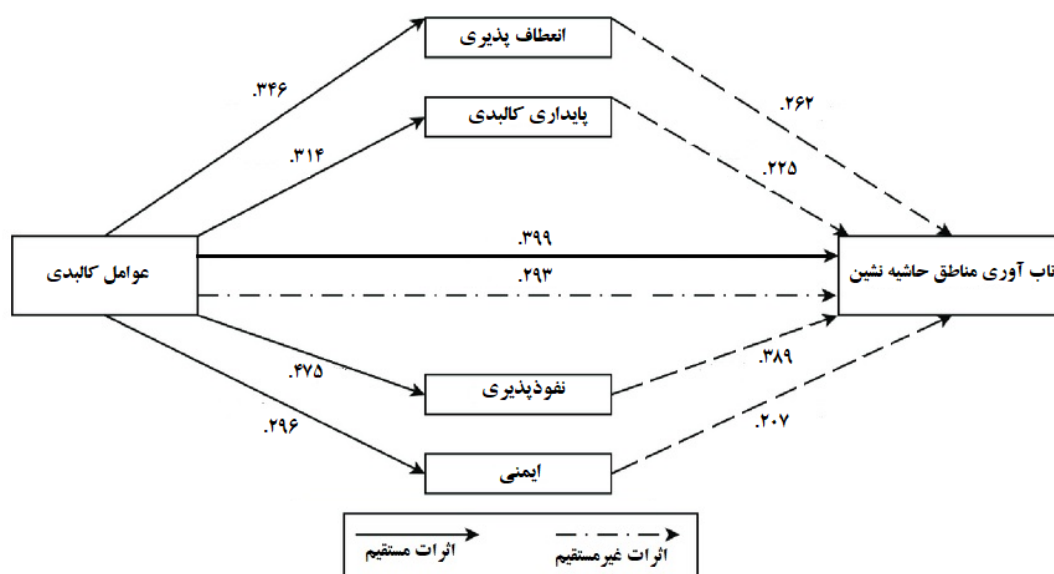 انعطاف پذیری
.۳۴۶
.۲۶۲
پایداری کالبدی
.۳۱۴
.۲۲۵
عوامل کالبدی
.۳۹۹
.۲۹۳
تاب آوری مناطق حاشیه نشین
.۴۷۵
نفوذپذیری
.۳۸۹
.۲۹۶
ایمنی
.۲۰۷
اثرات مستقیم
اثرات غیرمستقیم